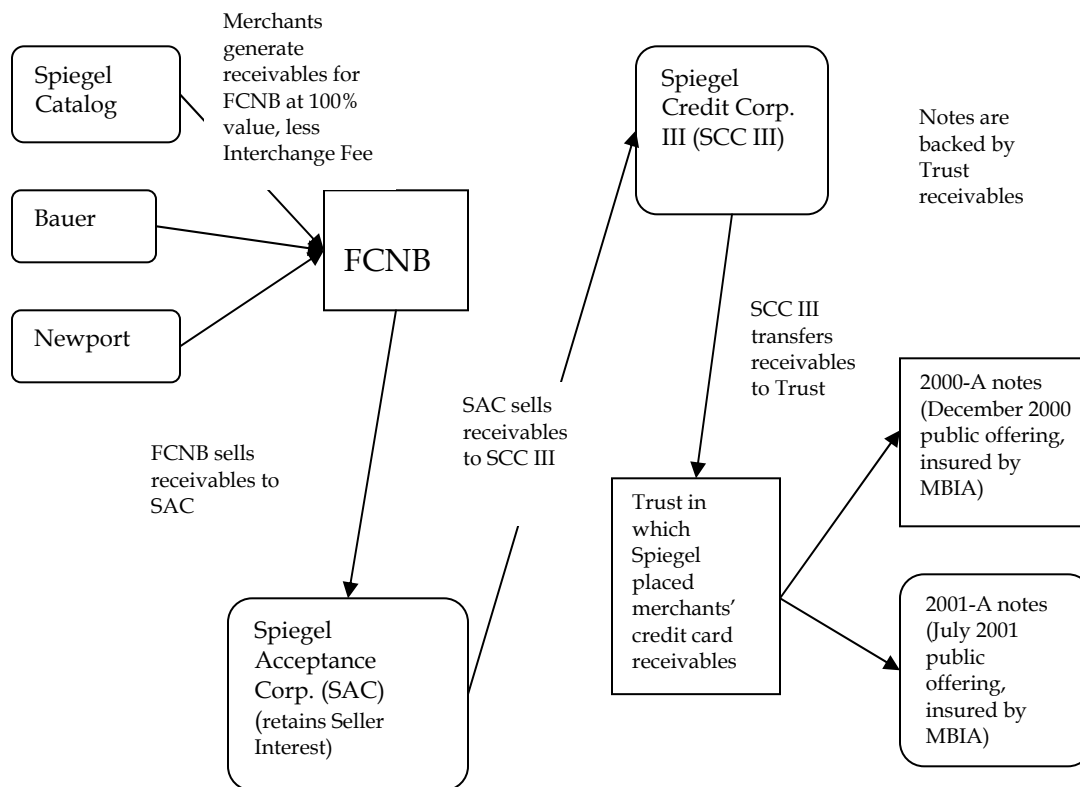 Spiegel
Catalog
Merchants
generate
receivables for
FCNB at 100%
value, less
Interchange Fee
Bauer
Newport
FCNB
FCNB sells
receivables to
SAC
Spiegel
Acceptance
Corp. (SAC)
(retains Seller
Interest)
SAC sells
receivables
to SCC III
Spiegel
Credit Corp.
III (SCC III)
Notes are
backed by
Trust
receivables
SCC III
transfers
receivables
to Trust
Trust in
which
Spiegel
placed
merchants’
credit card
receivables
2000-A notes
(December 2000
public offering,
insured by
MBIA)
2001-A notes
(July 2001
public
offering,
insured by
MBIA)